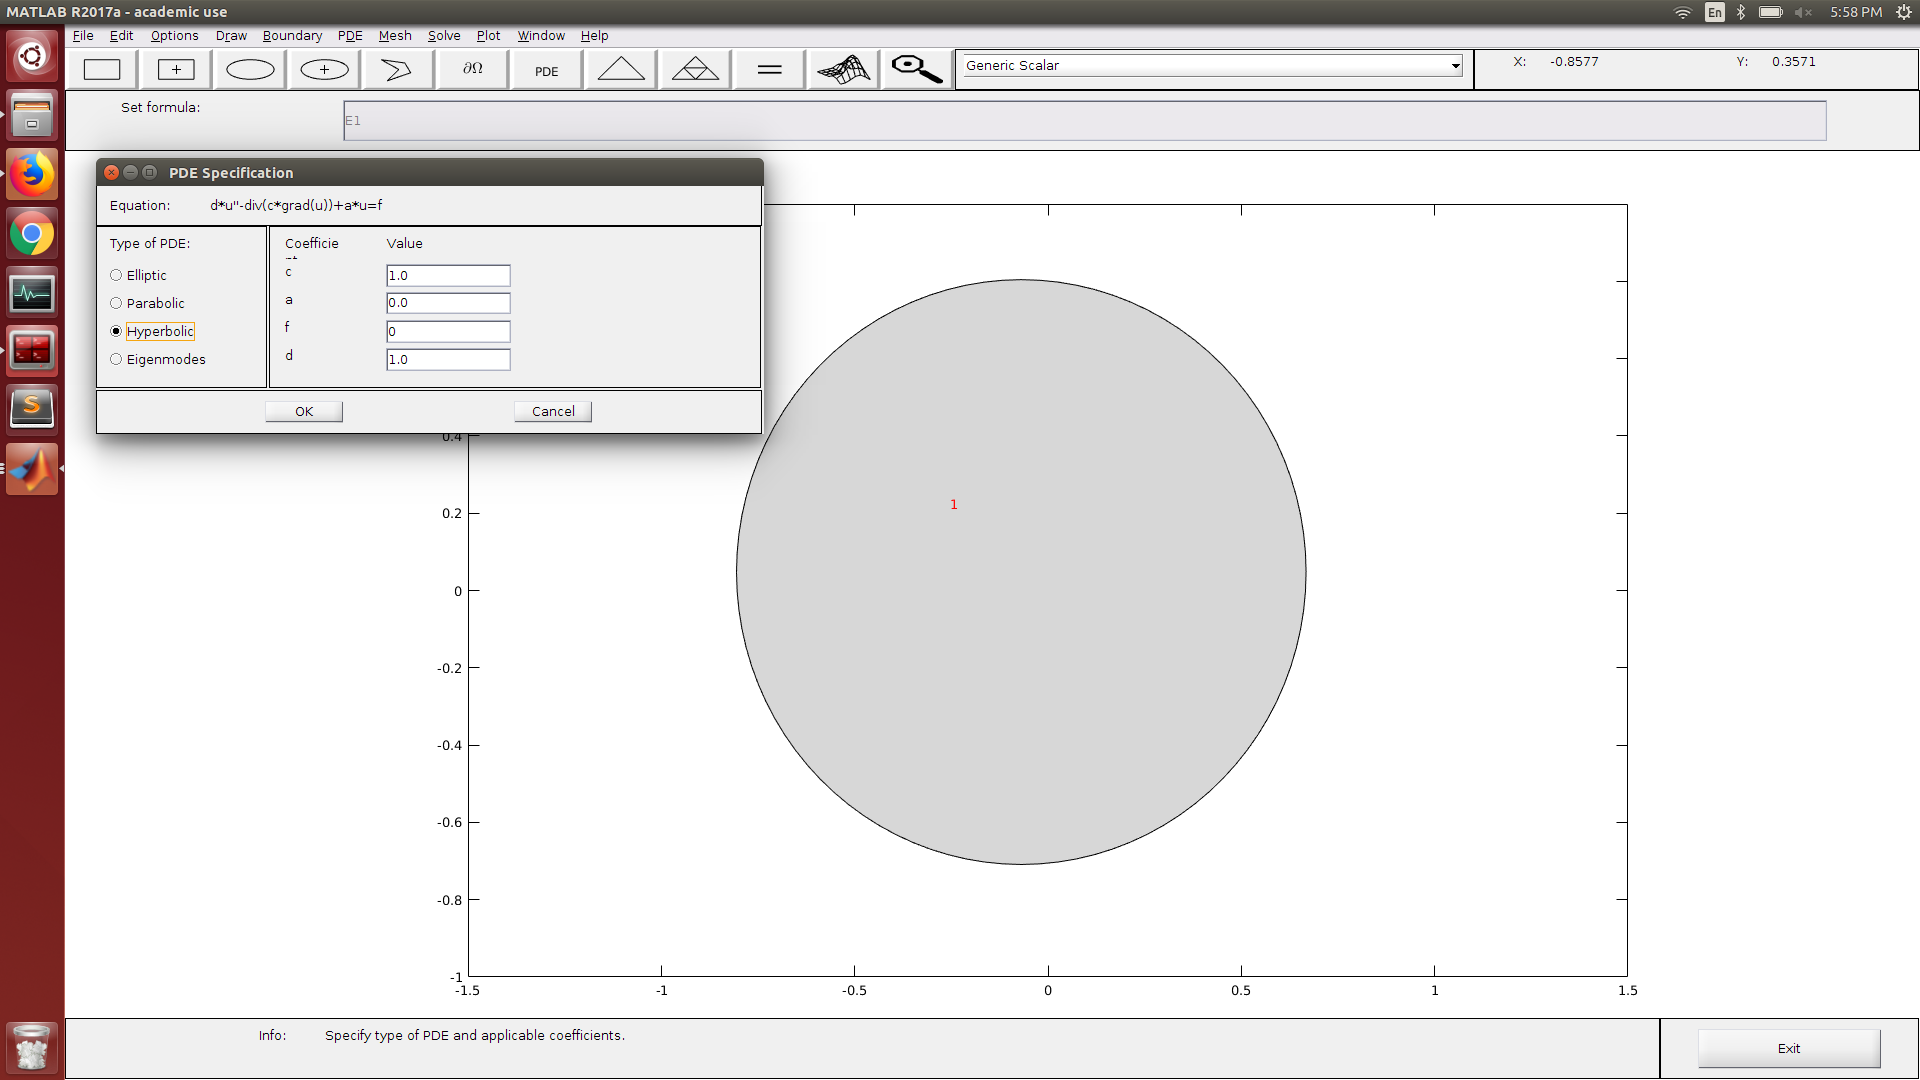 MATLAB R2017a - academic use
En
5:58 PM
File Edit Options Draw Boundary PDE Mesh Solve Plot Window Help
∂Ω
PDE
Generic Scalar
X: -0.8577 Y: 0.3571
Set formula: E1
PDE Specification
Equation: d*u''-div(c*grad(u))+a*u=f
Type of PDE:
Elliptic
Parabolic
Hyperbolic
Eigenmodes
Coefficie Value
c 1.0
a 0.0
f 0
d 1.0
OK Cancel
0.4
0.2
0
-0.2
-0.4
-0.6
-0.8
-1
1
-1.5 -1 -0.5 0 0.5 1 1.5
Info: Specify type of PDE and applicable coefficients.
Exit